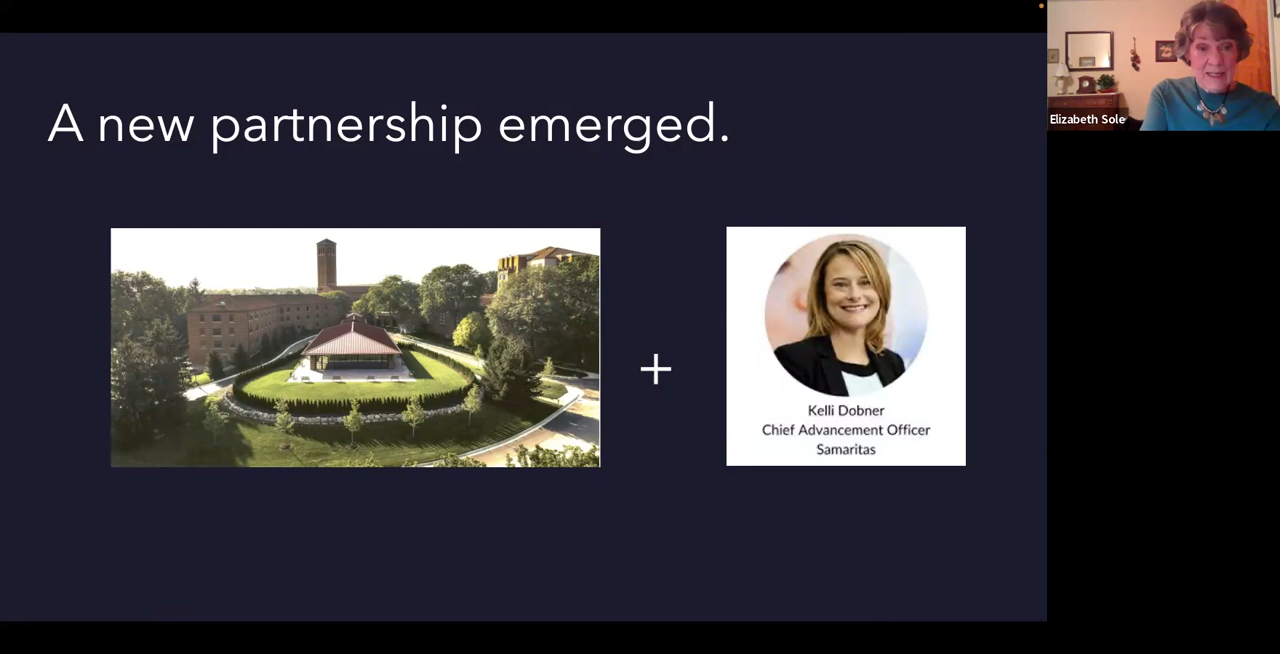 A new partnership emerged.
+
Kelli Dobner
Chief Advancement Officer
Samaritas
Elizabeth Sole